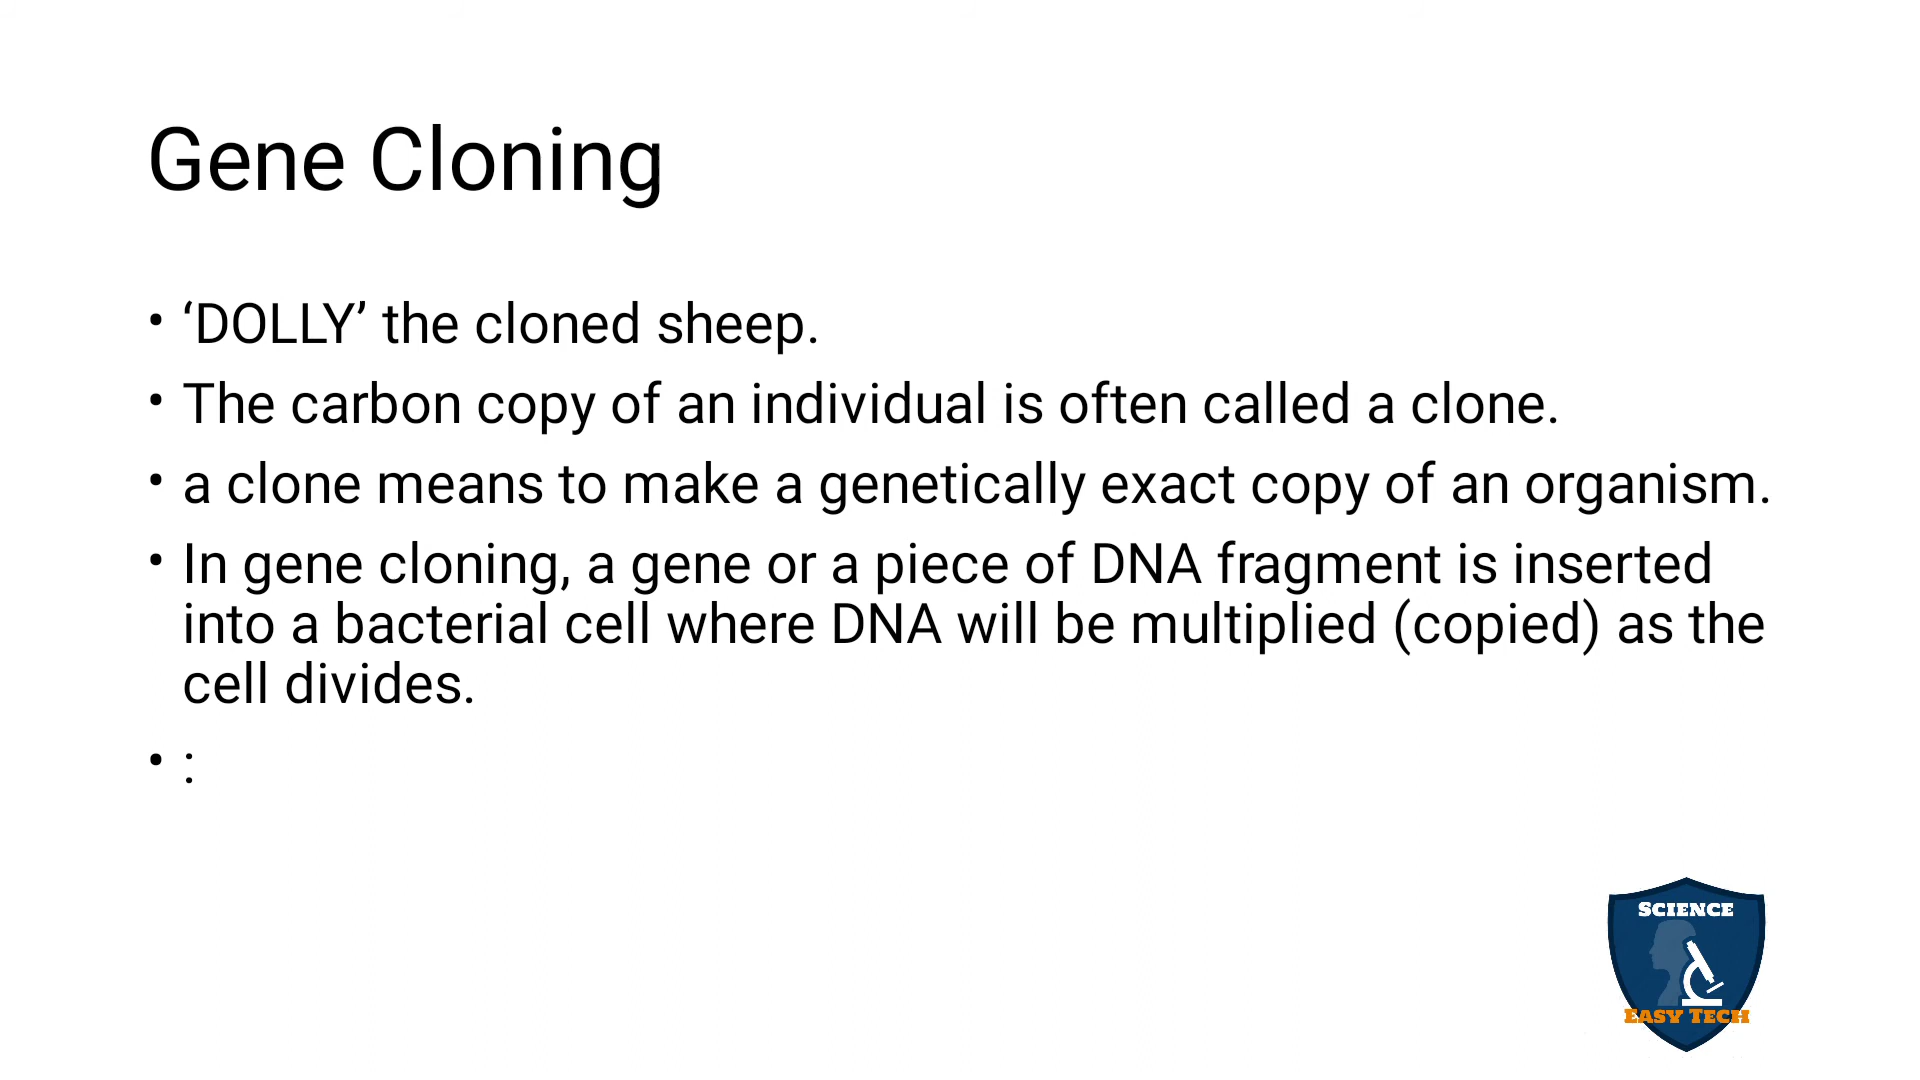 Gene Cloning
• ‘DOLLY’ the cloned sheep.
• The carbon copy of an individual is often called a clone.
• a clone means to make a genetically exact copy of an organism.
• In gene cloning, a gene or a piece of DNA fragment is inserted
into a bacterial cell where DNA will be multiplied (copied) as the
cell divides.
• :
SCIENCE
EASY TECH